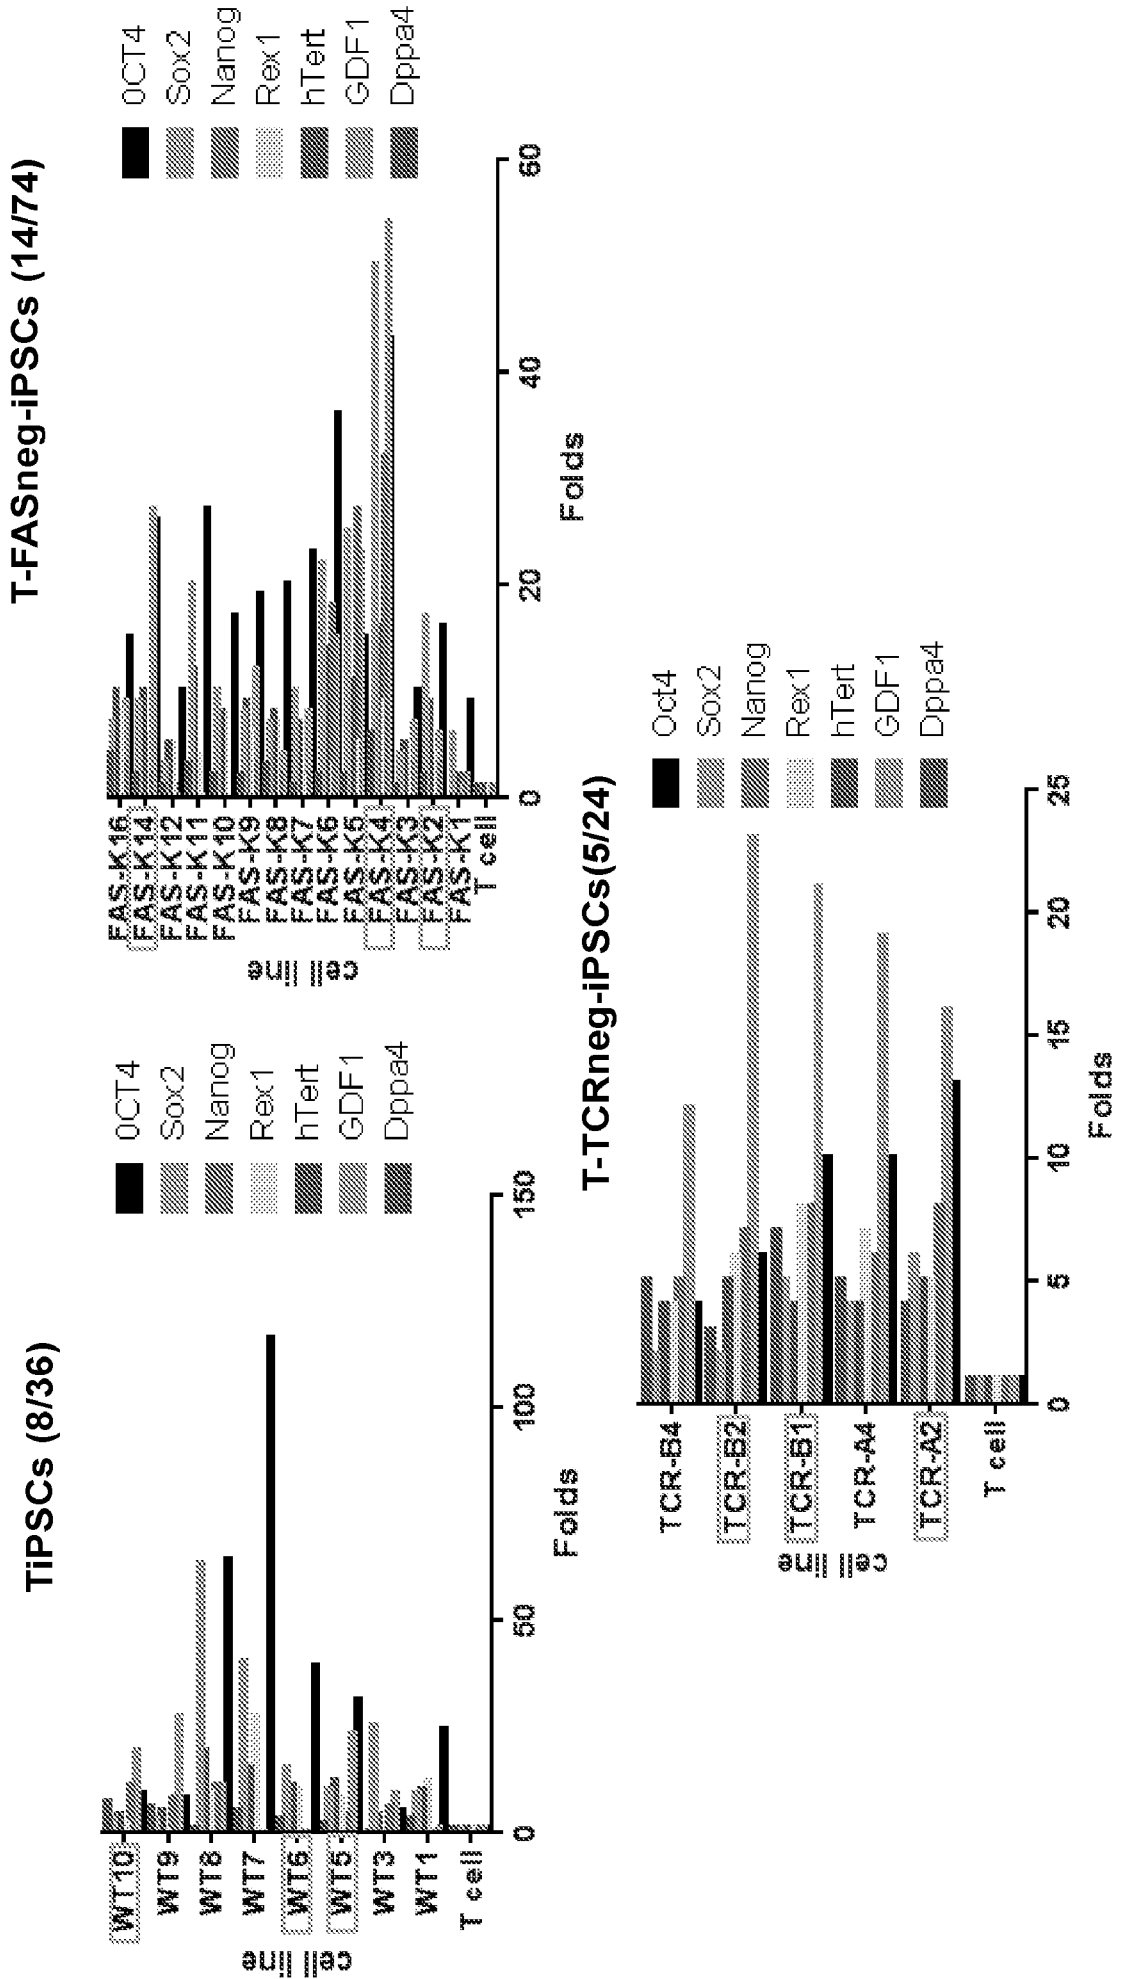 TiPSCs (8/36)
cell line
WT10
WT9
WT8
WT7
WT6
WT5
WT3
WT1
T cell
0
50
100
150
Folds
OCT4
Sox2
Nanog
Rex1
hTert
GDF1
Dppa4
T-FASneg-iPSCs (14/74)
cell line
FAS-K16
FAS-K14
FAS-K12
FAS-K11
FAS-K10
FAS-K9
FAS-K8
FAS-K7
FAS-K6
FAS-K5
FAS-K4
FAS-K3
FAS-K2
FAS-K1
T cell
0
20
40
60
Folds
OCT4
Sox2
Nanog
Rex1
hTert
GDF1
Dppa4
T-TCRneg-iPSCs(5/24)
cell line
TCR-B4
TCR-B2
TCR-B1
TCR-A4
TCR-A2
T cell
0
5
10
15
20
25
Folds
Oct4
Sox2
Nanog
Rex1
hTert
GDF1
Dppa4